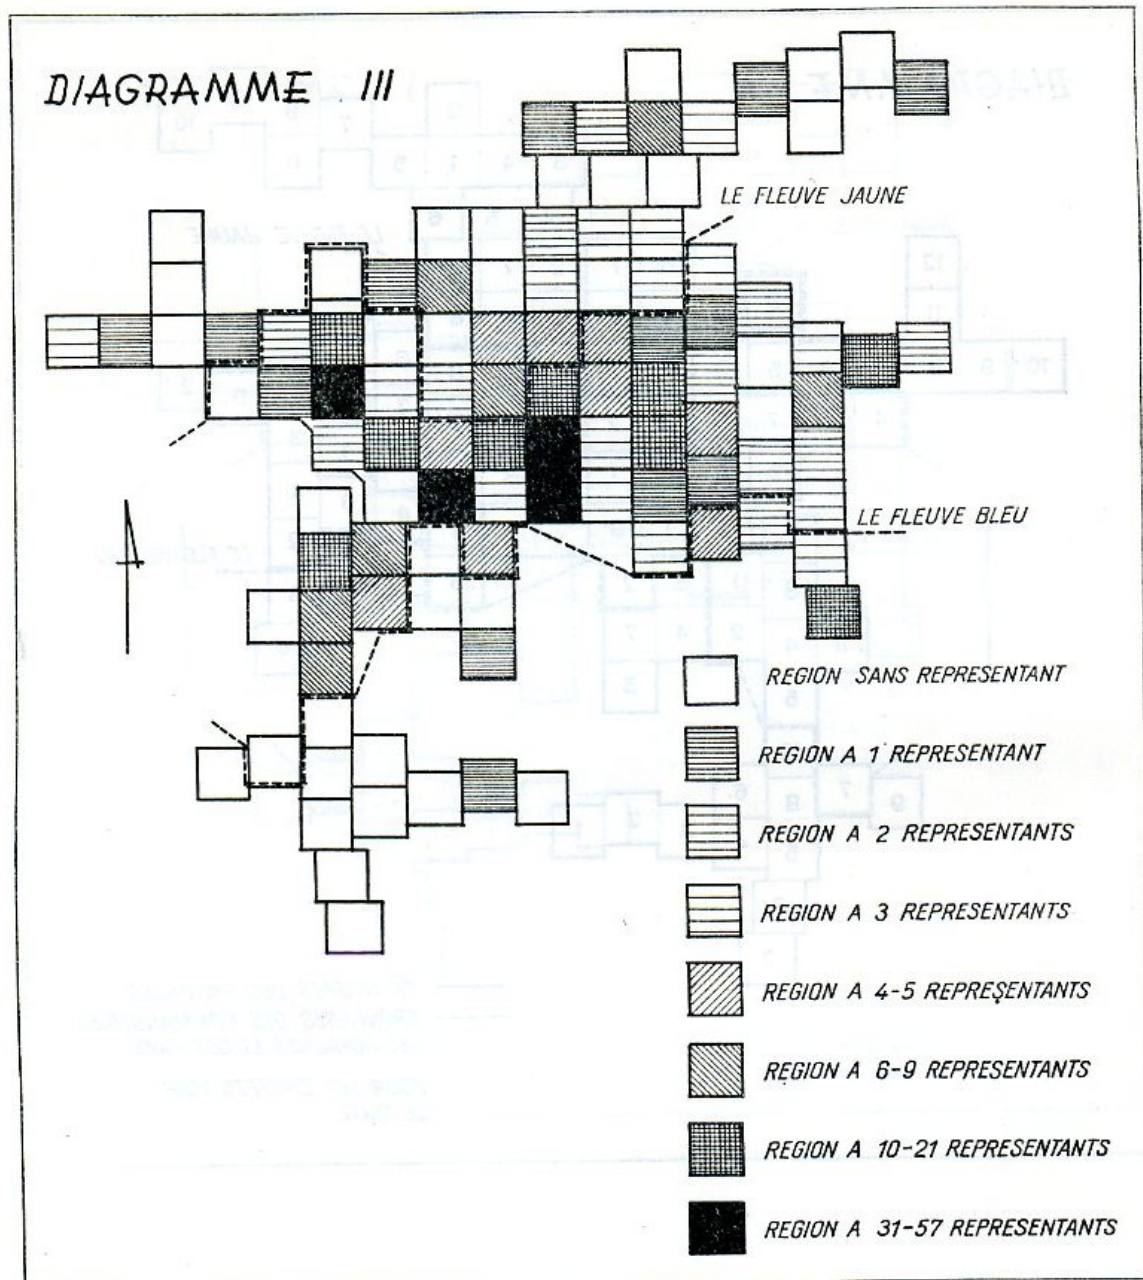 DIAGRAMME III
LE FLEUVE JAUNE
LE FLEUVE BLEU
REGION SANS REPRESENTANT
REGION A 1 REPRESENTANT
REGION A 2 REPRESENTANTS
REGION A 3 REPRESENTANTS
REGION A 4-5 REPRESENTANTS
REGION A 6-9 REPRESENTANTS
REGION A 10-21 REPRESENTANTS
REGION A 31-57 REPRESENTANTS